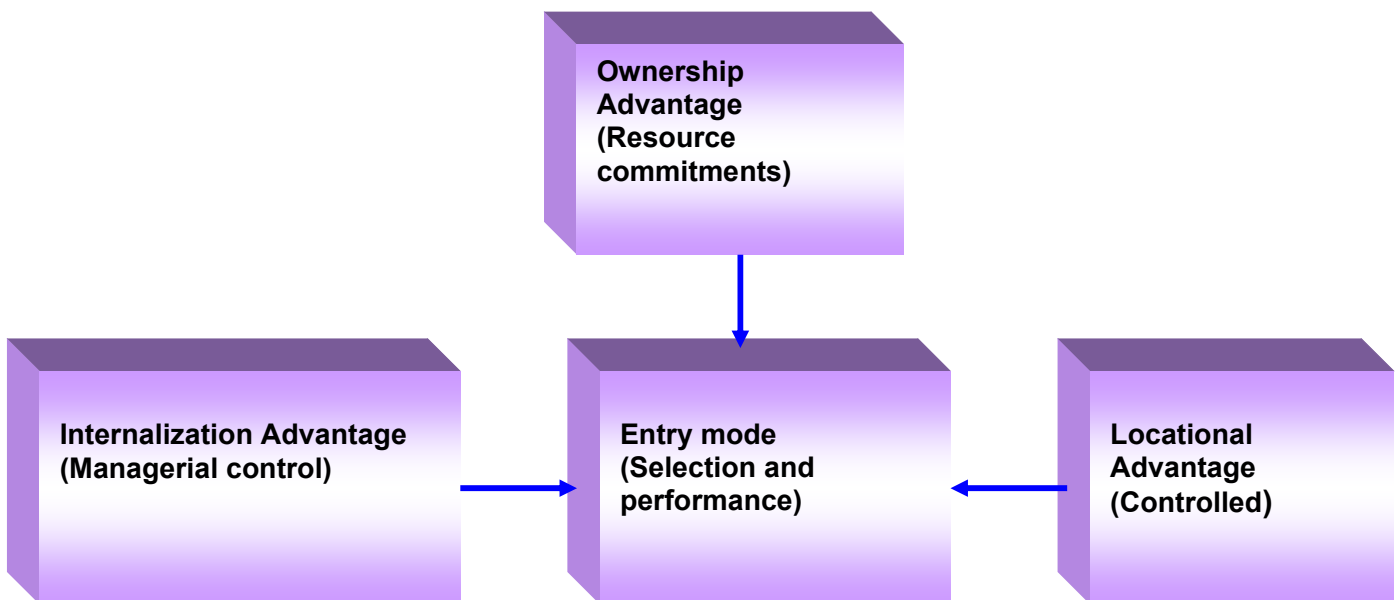 Ownership
Advantage
(Resource
commitments)
Internalization Advantage
(Managerial control)
Entry mode
(Selection and
performance)
Locational
Advantage
(Controlled)